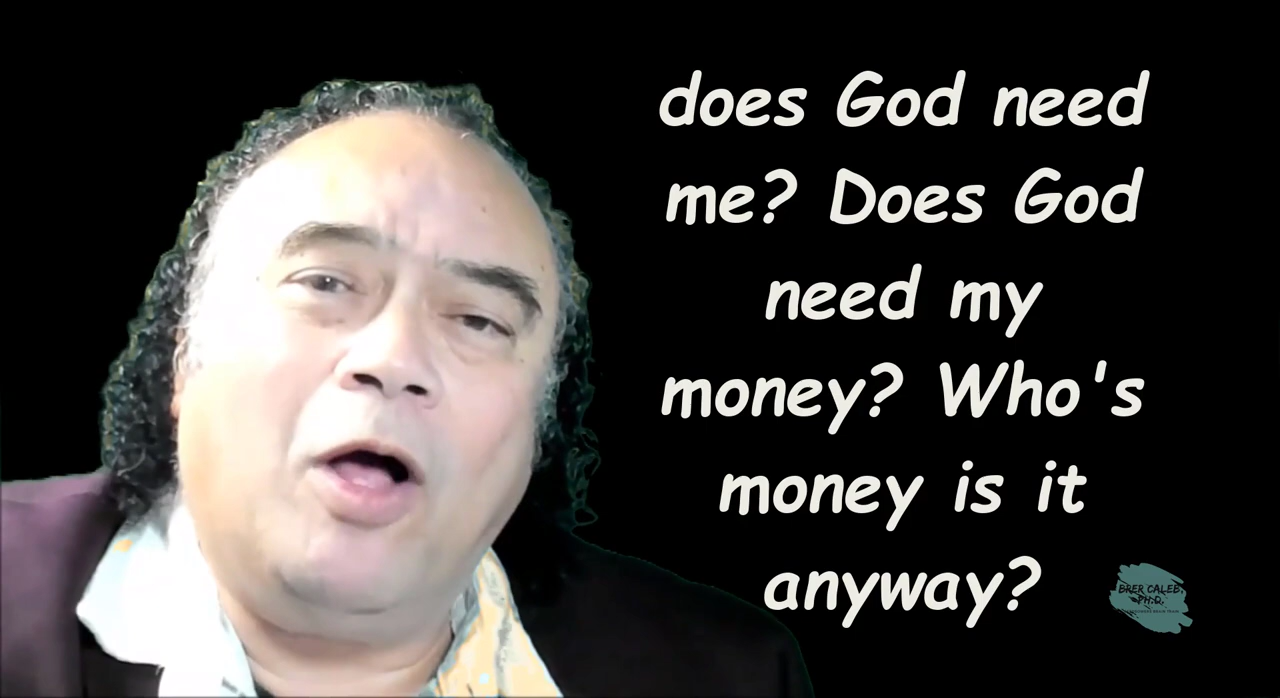 does God need
me? Does God
need my
money? Who's
money is it
anyway?
BRER CALEB,
PH.D.